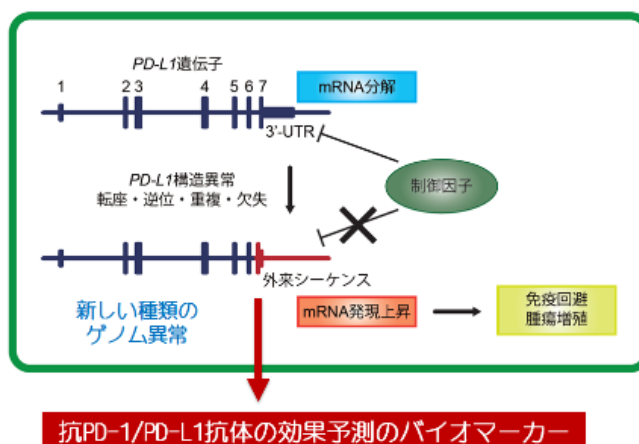 PD-L1遺伝子
1 2 3 4 5 6 7
mRNA分解
3'-UTR
制御因子
PD-L1構造異常
転座・逆位・重複・欠失
外来シーケンス
新しい種類の
ゲノム異常
mRNA発現上昇
免疫回避
腫瘍増殖
抗PD-1/PD-L1抗体の効果予測のバイオマーカー